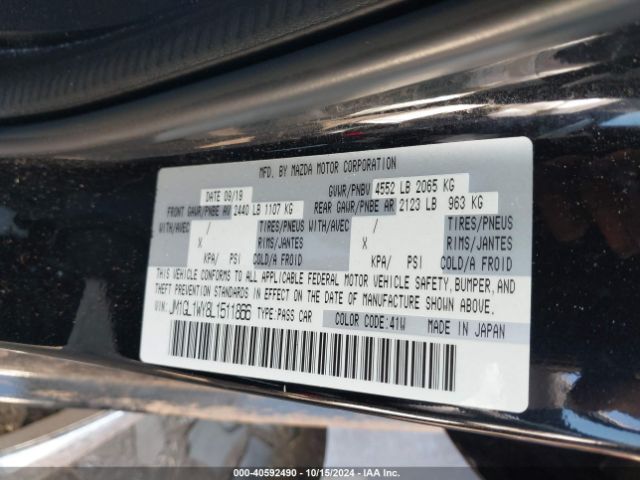 MFD. BY MAZDA MOTOR CORPORATION
DATE 09/19 GVWR/PNBV 4552 LB 2065 KG
FRONT GAWR/PNBE AV 2440 LB 1107 KG REAR GAWR/PNBE AR 2123 LB 963 KG
WITH/AVEC / TIRES/PNEUS WITH/AVEC / TIRES/PNEUS
X RIMS/JANTES X RIMS/JANTES
KPA/ PSI COLD/A FROID KPA/ PSI COLD/A FROID
THIS VEHICLE CONFORMS TO ALL APPLICABLE FEDERAL MOTOR VEHICLE SAFETY, BUMPER, AND
THEFT PREVENTION STANDARDS IN EFFECT ON THE DATE OF MANUFACTURE SHOWN ABOVE.
VIN: JM1GL1WY8L1511866 TYPE:PASS CAR COLOR CODE:41W MADE IN JAPAN
000-40592490 - 10/15/2024 - IAA Inc.